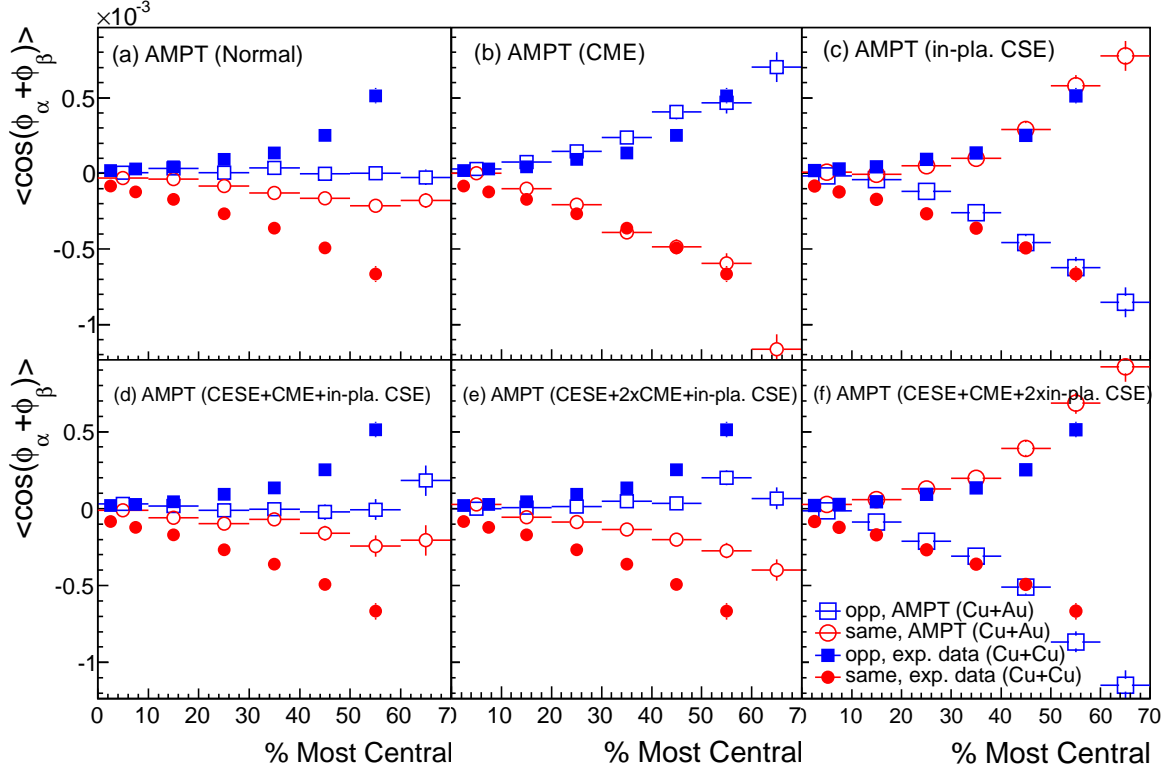 ×10⁻³
(a) AMPT (Normal)
(b) AMPT (CME)
(c) AMPT (in-pla. CSE)
<cos(ϕα +ϕβ)>
0.5
0
-0.5
-1
(d) AMPT (CESE+CME+in-pla. CSE)
(e) AMPT (CESE+2xCME+in-pla. CSE)
(f) AMPT (CESE+CME+2xin-pla. CSE)
<cos(ϕα +ϕβ)>
0.5
0
-0.5
-1
opp, AMPT (Cu+Au)
same, AMPT (Cu+Au)
opp, exp. data (Cu+Cu)
same, exp. data (Cu+Cu)
0 10 20 30 40 50 60 70
10 20 30 40 50 60 70
10 20 30 40 50 60 70
% Most Central
% Most Central
% Most Central